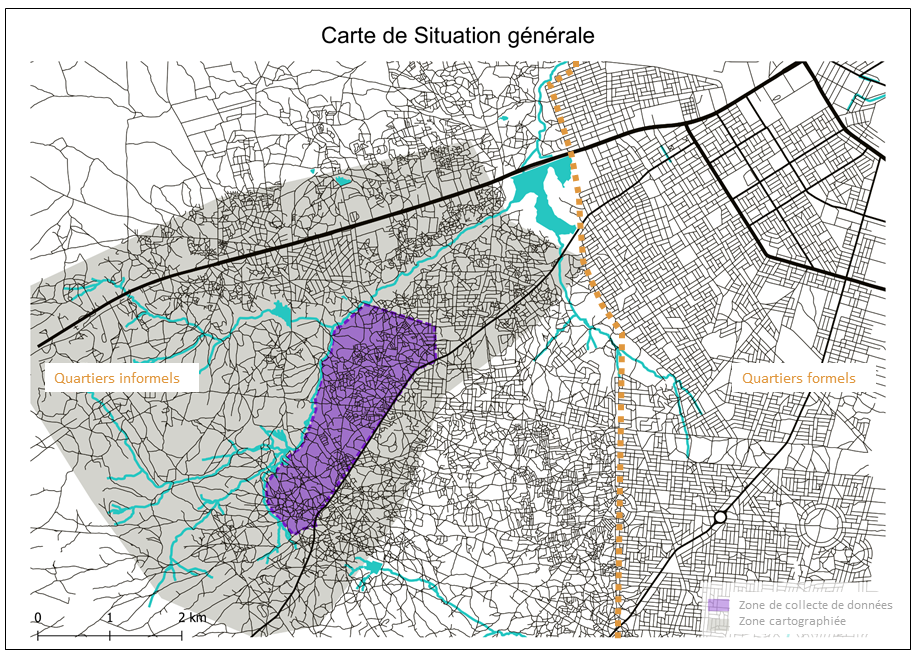 Carte de Situation générale
Quartiers informels
Quartiers formels
Zone de collecte de données
Zone cartographiée
0 1 2 km